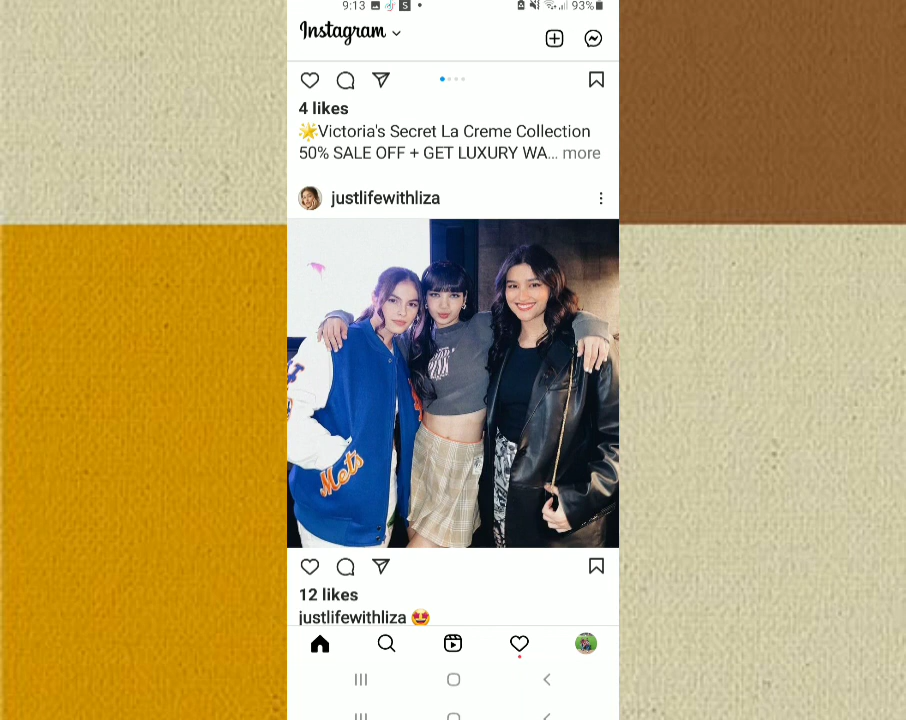 9:13
S
93%
Instagram
4 likes
🌟Victoria's Secret La Creme Collection
50% SALE OFF + GET LUXURY WA... more
justlifewithliza
Mets
12 likes
justlifewithliza 🤩